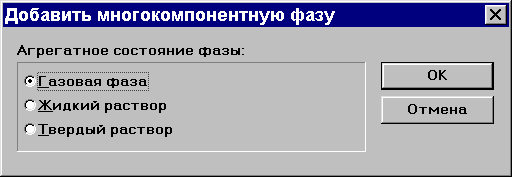 Добавить многокомпонентную фазу
Агрегатное состояние фазы:
Газовая фаза
Жидкий раствор
Твердый раствор
OK
Отмена